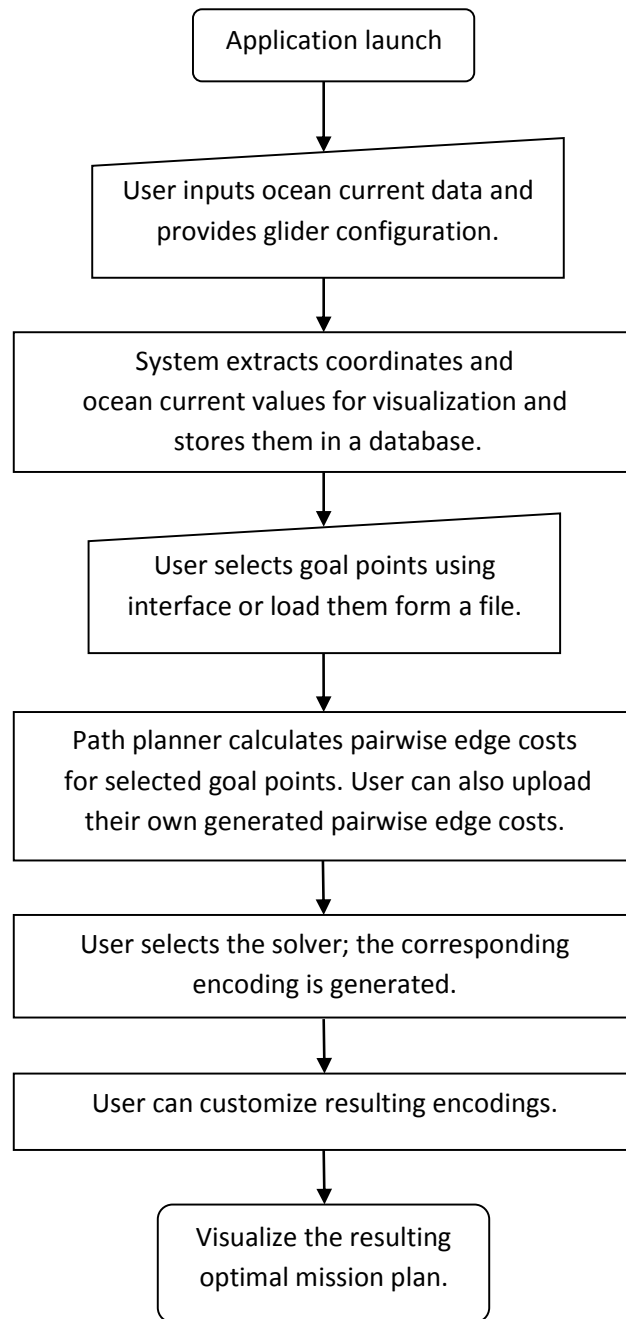 Application launch
User inputs ocean current data and
provides glider configuration.
System extracts coordinates and
ocean current values for visualization and
stores them in a database.
User selects goal points using
interface or load them form a file.
Path planner calculates pairwise edge costs
for selected goal points. User can also upload
their own generated pairwise edge costs.
User selects the solver; the corresponding
encoding is generated.
User can customize resulting encodings.
Visualize the resulting
optimal mission plan.